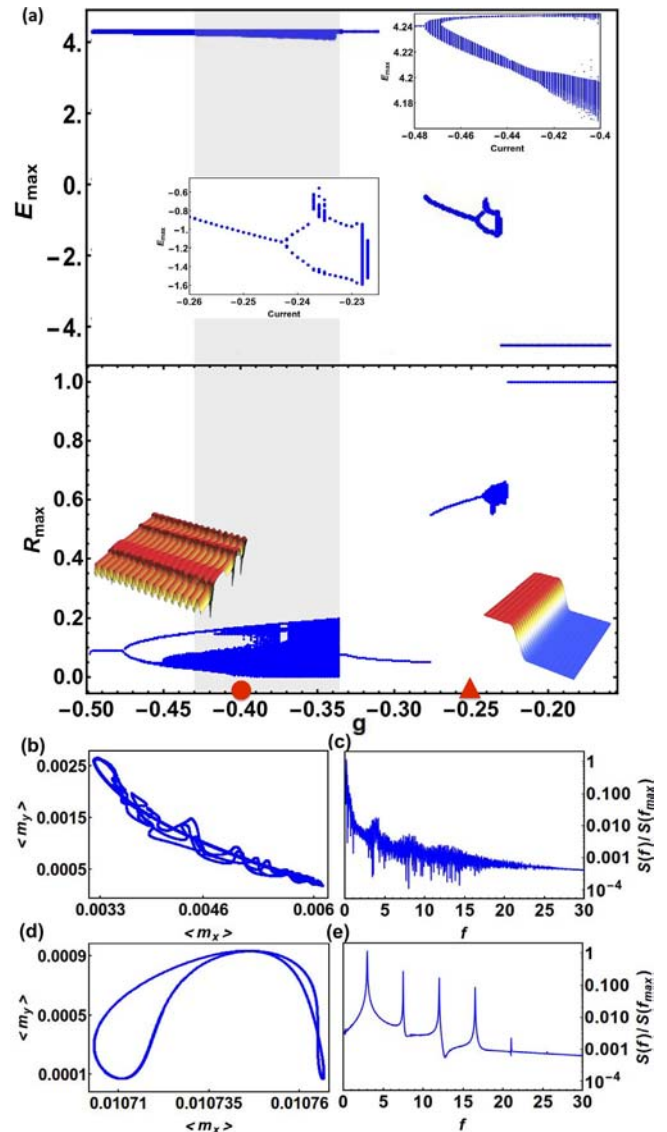 (a)
4.
2.
0.
−2.
−4.
E_max
4.24
4.22
4.20
4.18
E_max
−0.48 −0.46 −0.44 −0.42 −0.4
Current
−0.6
−0.8
−1.0
−1.2
−1.4
−1.6
E_max
−0.26 −0.25 −0.24 −0.23
Current
1.0
0.8
0.6
0.4
0.2
0.0
R_max
−0.50 −0.45 −0.40 −0.35 −0.30 −0.25 −0.20
g
(b)
0.0025
0.0015
0.0005
<m_y>
0.0033 0.0046 0.006
<m_x>
(c)
1
0.100
0.010
0.001
10^−4
S(f)/S(f_max)
0 5 10 15 20 25 30
f
(d)
0.0009
0.0005
0.0001
<m_y>
0.01071 0.010735 0.01076
<m_x>
(e)
1
0.100
0.010
0.001
10^−4
S(f)/S(f_max)
0 5 10 15 20 25 30
f